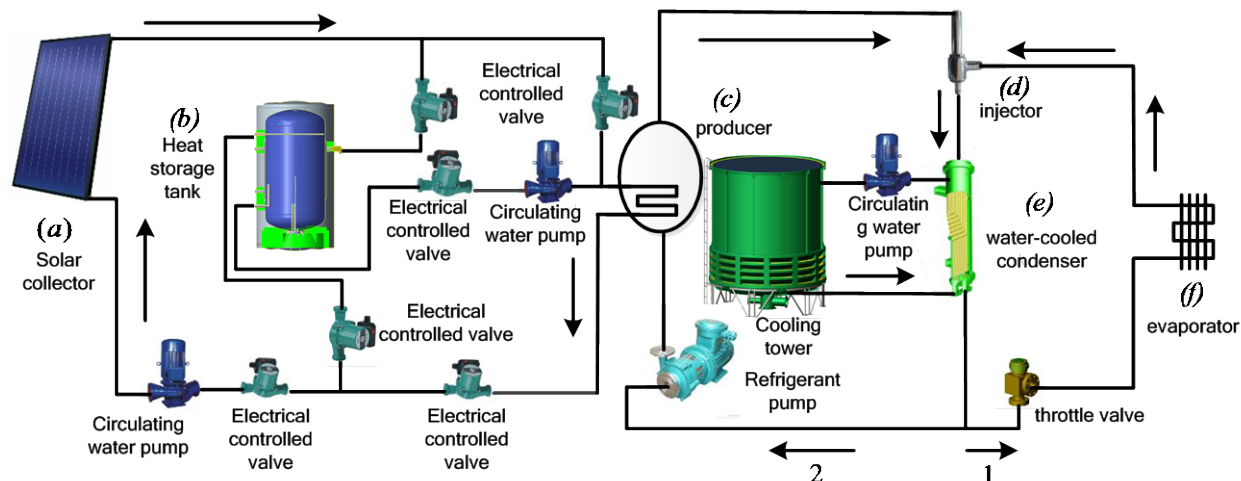 (a)
Solar
collector
(b)
Heat
storage
tank
Electrical
controlled
valve
Electrical
controlled
valve
Circulating
water pump
Electrical
controlled valve
Circulating
water pump
Electrical
controlled
valve
Electrical
controlled
valve
(c)
producer
Circulatin
g water
pump
Cooling
tower
Refrigerant
pump
(d)
injector
(e)
water-cooled
condenser
(f)
evaporator
throttle valve
2
1